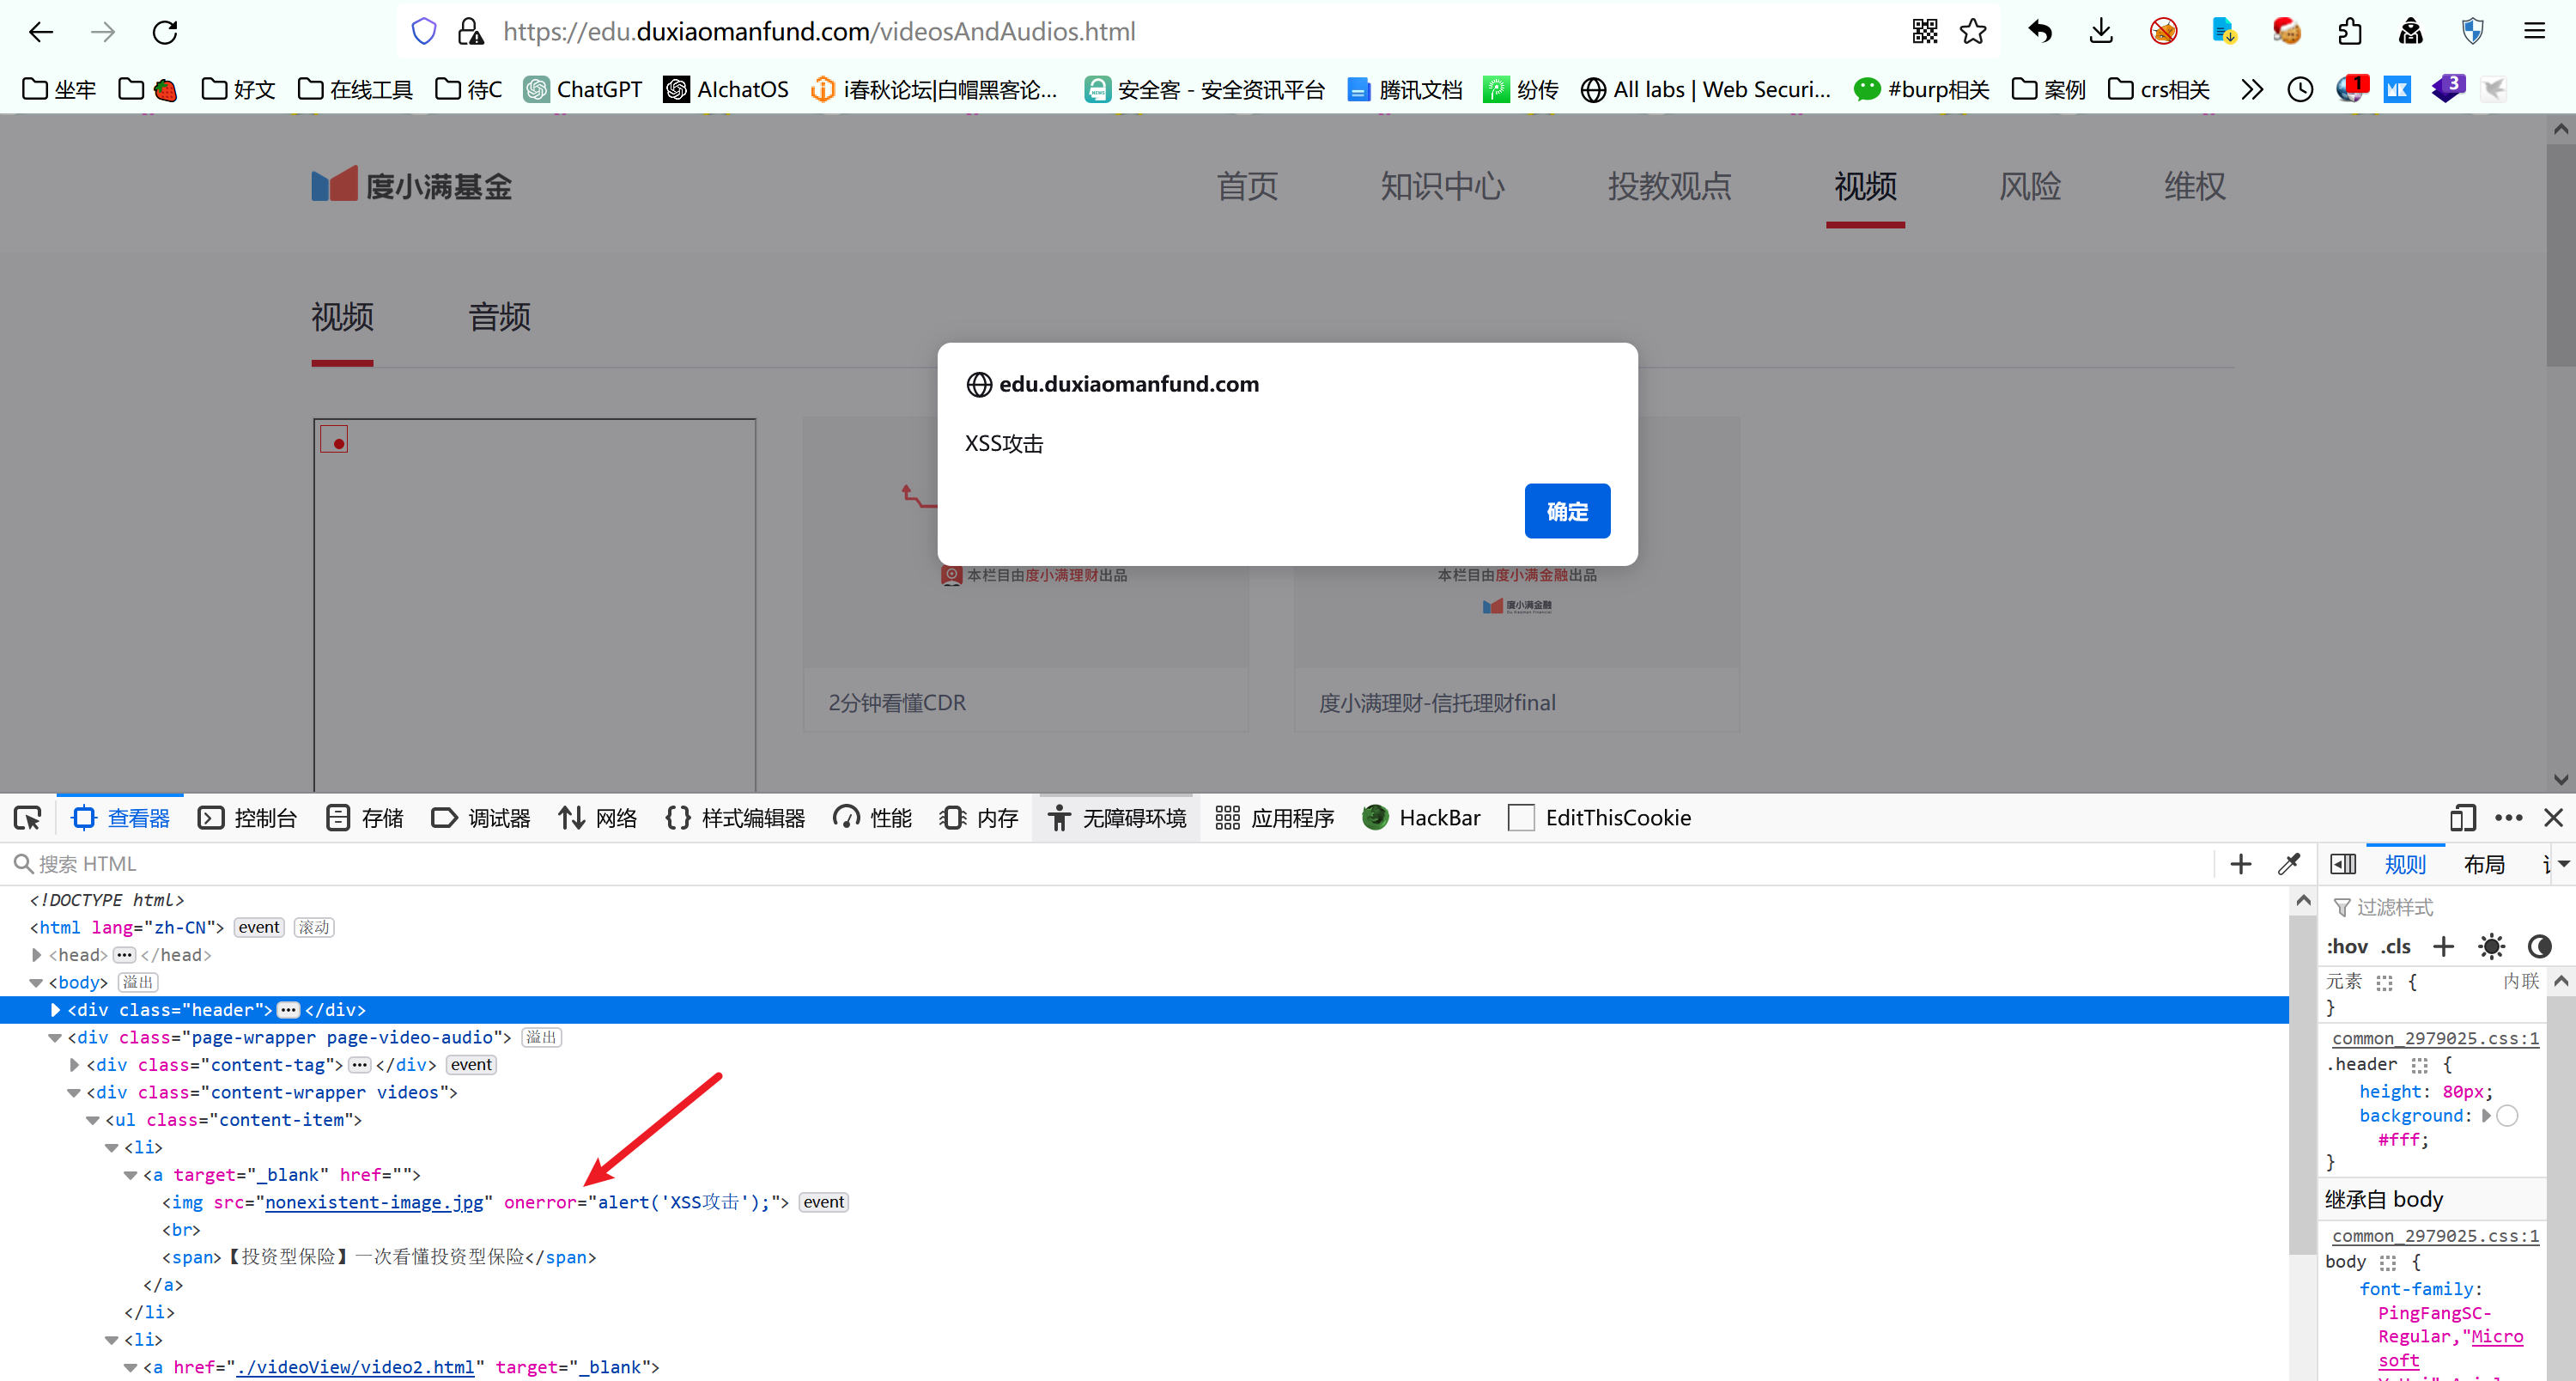 https://edu.duxiaomanfund.com/videosAndAudios.html
坐牢 好文 在线工具 待C ChatGPT AIchatOS i春秋论坛|白帽黑客论... 安全客 - 安全资讯平台 腾讯文档 纷传 All labs | Web Securi... #burp相关 案例 crs相关 1 3
度小满基金 首页 知识中心 投教观点 视频 风险 维权
视频 音频
edu.duxiaomanfund.com
XSS攻击
确定
本栏目由度小满理财出品 本栏目由度小满金融出品
度小满金融
2分钟看懂CDR 度小满理财-信托理财final
查看器 控制台 存储 调试器 网络 {} 样式编辑器 性能 内存 无障碍环境 应用程序 HackBar EditThisCookie
搜索 HTML
规则 布局
<!DOCTYPE html>
<html lang="zh-CN"> event 滚动
<head> ··· </head>
<body> 溢出
<div class="header"> ··· </div>
<div class="page-wrapper page-video-audio"> 溢出
<div class="content-tag"> ··· </div> event
<div class="content-wrapper videos">
<ul class="content-item">
<li>
<a target="_blank" href="">
<img src="nonexistent-image.jpg" onerror="alert('XSS攻击');"> event
<br>
<span>【投资型保险】一次看懂投资型保险</span>
</a>
</li>
<li>
<a href="./videoView/video2.html" target="_blank">
过滤样式
:hov .cls
元素 { 内联
}
common_2979025.css:1
.header {
height: 80px;
background:
#fff;
}
继承自 body
common_2979025.css:1
body {
font-family:
PingFangSC-
Regular,"Micro
soft